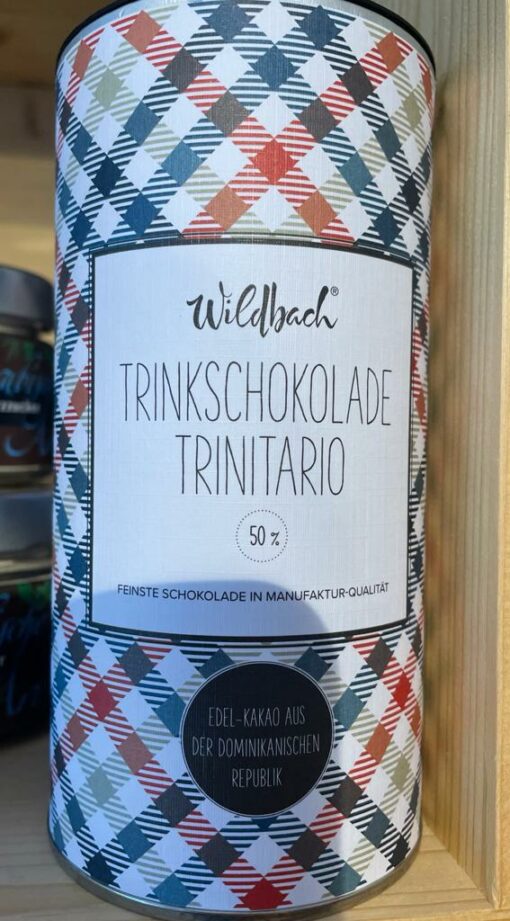 Wildbach®
TRINKSCHOKOLADE
TRINITARIO
50 %
FEINSTE SCHOKOLADE IN MANUFAKTUR-QUALITÄT
EDEL-KAKAO AUS
DER DOMINIKANISCHEN
REPUBLIK